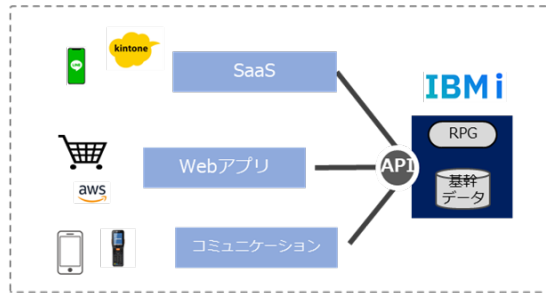 LINE
kintone
SaaS
IBM i
RPG
Webアプリ
API
基幹
データ
aws
コミュニケーション